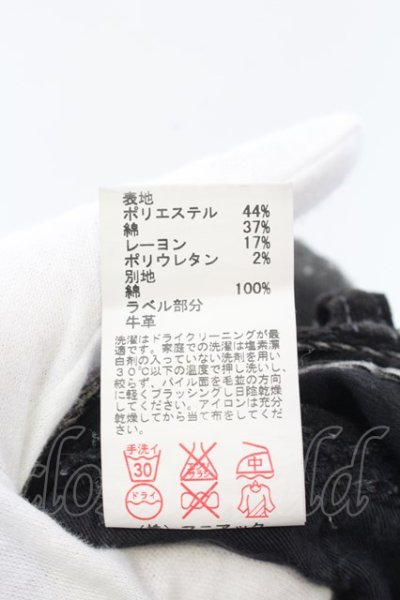 表地
ポリエステル 44%
綿 37%
レーヨン 17%
ポリウレタン 2%
別地
綿 100%
ラベル部分
牛革
洗濯はドライクリーニングが最
適です。家庭での洗濯は塩素漂
白剤の入っていない洗剤を用い
30℃以下の温度で押し洗いし、
絞らず、パイル面を毛並の方向
に軽くブラッシングし日陰乾燥
してください。アイロンは充分
乾燥してから当て布をしてくだ
さい。
手洗イ
30
中
ドライ